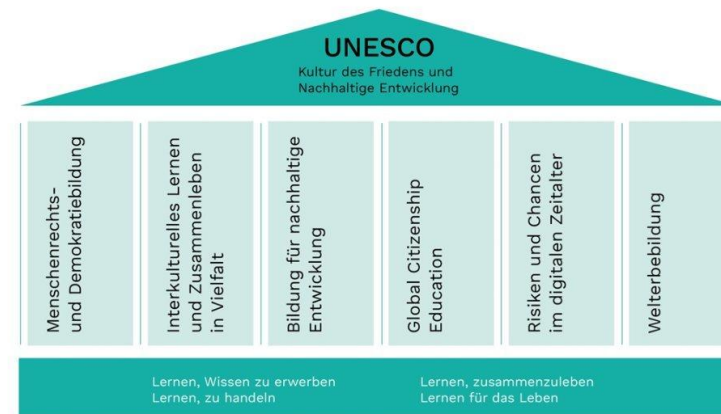 UNESCO
Kultur des Friedens und
Nachhaltige Entwicklung
Menschenrechts-
und Demokratiebildung
Interkulturelles Lernen
und Zusammenleben
in Vielfalt
Bildung für nachhaltige
Entwicklung
Global Citizenship
Education
Risiken und Chancen
im digitalen Zeitalter
Welterbebildung
Lernen, Wissen zu erwerben
Lernen, zu handeln
Lernen, zusammenzuleben
Lernen für das Leben